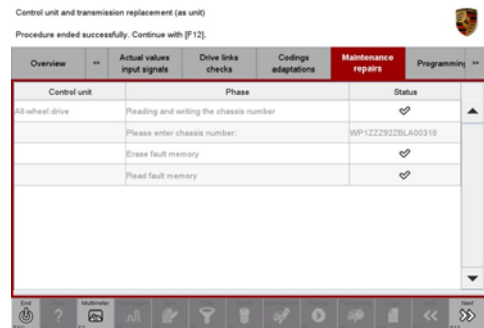 Control unit and transmission replacement (as unit)
Procedure ended successfully. Continue with [F12].
Overview
<<
Actual values
input signals
Drive links
checks
Codings
adaptations
Maintenance
repairs
Programming
>>
Control unit Phase Status
All-wheel drive Reading and writing the chassis number
Please enter chassis number: WP1ZZZ92ZBLA00318
Erase fault memory
Read fault memory
End
Multimeter
Next
?
<<
>>